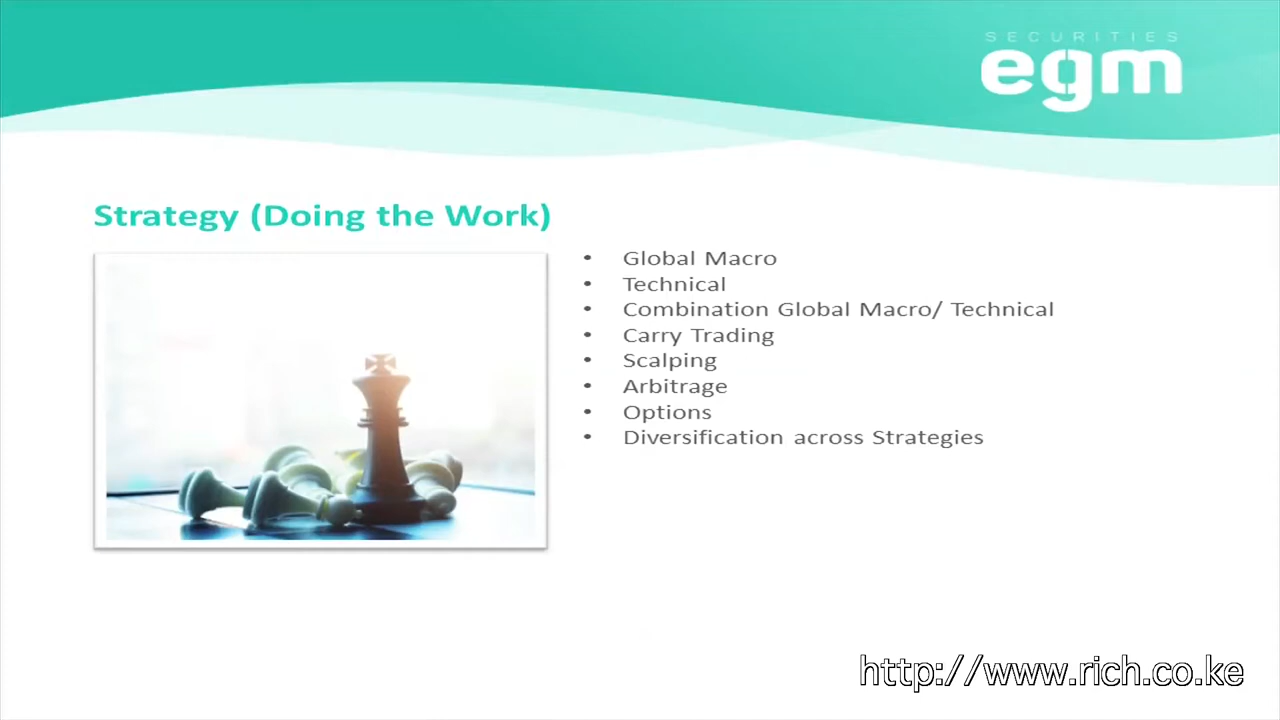 SECURITIES
egm
Strategy (Doing the Work)
• Global Macro
• Technical
• Combination Global Macro/ Technical
• Carry Trading
• Scalping
• Arbitrage
• Options
• Diversification across Strategies
http://www.rich.co.ke